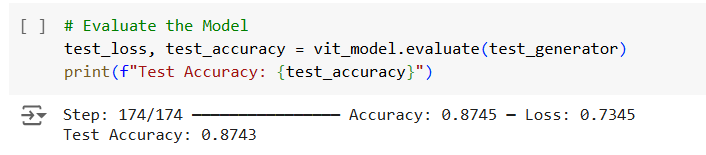 [ ] # Evaluate the Model
test_loss, test_accuracy = vit_model.evaluate(test_generator)
print(f"Test Accuracy: {test_accuracy}")
Step: 174/174 ━━━━━━━━━━━━━━━━ Accuracy: 0.8745 — Loss: 0.7345
Test Accuracy: 0.8743